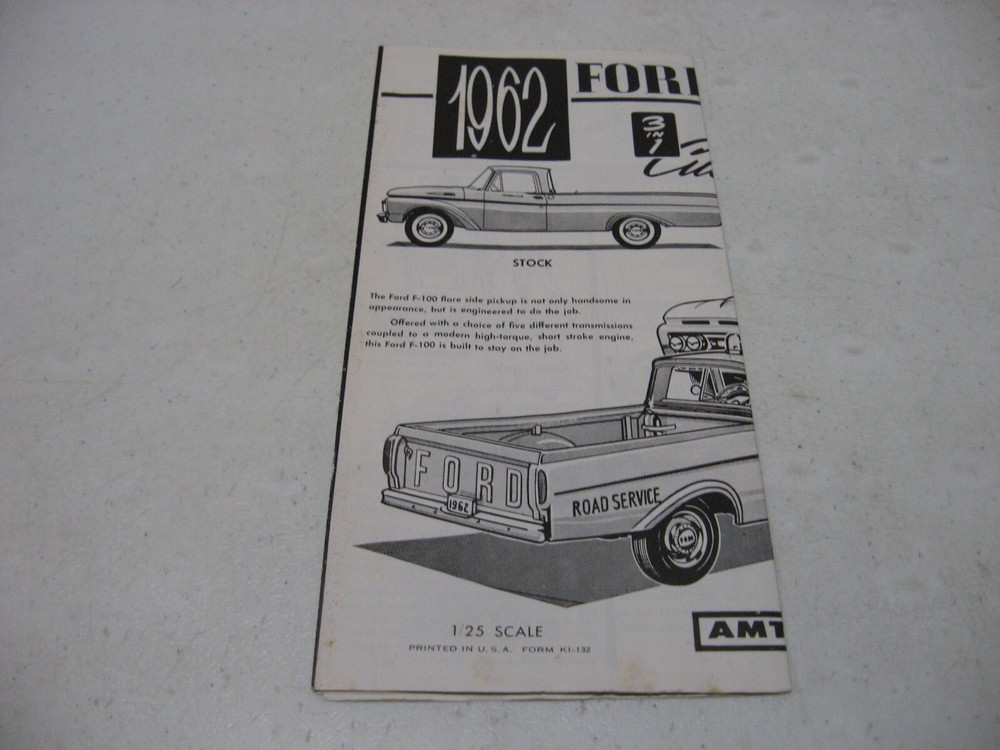 1962 FORD
3 IN 1
Cus
STOCK
The Ford F-100 flare side pickup is not only handsome in
appearance, but is engineered to do the job.
Offered with a choice of five different transmissions
coupled to a modern high-torque, short stroke engine,
this Ford F-100 is built to stay on the job.
FORD
1962
ROAD SERVICE
1/25 SCALE
AMT
PRINTED IN U.S.A. FORM K1-132